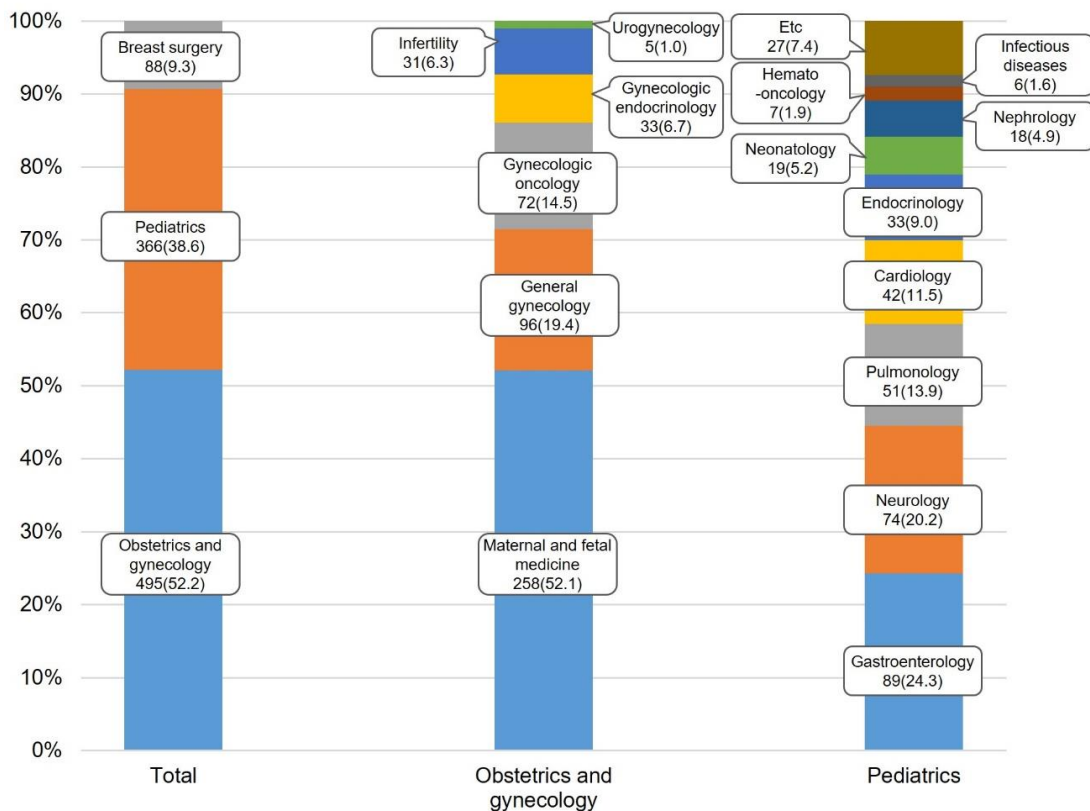 100%
90%
80%
70%
60%
50%
40%
30%
20%
10%
0%
Breast surgery
88(9.3)
Pediatrics
366(38.6)
Obstetrics and
gynecology
495(52.2)
Total
Urogynecology
5(1.0)
Infertility
31(6.3)
Gynecologic
endocrinology
33(6.7)
Gynecologic
oncology
72(14.5)
General
gynecology
96(19.4)
Maternal and fetal
medicine
258(52.1)
Obstetrics and
gynecology
Etc
27(7.4)
Infectious
diseases
6(1.6)
Hemato
-oncology
7(1.9)
Nephrology
18(4.9)
Neonatology
19(5.2)
Endocrinology
33(9.0)
Cardiology
42(11.5)
Pulmonology
51(13.9)
Neurology
74(20.2)
Gastroenterology
89(24.3)
Pediatrics